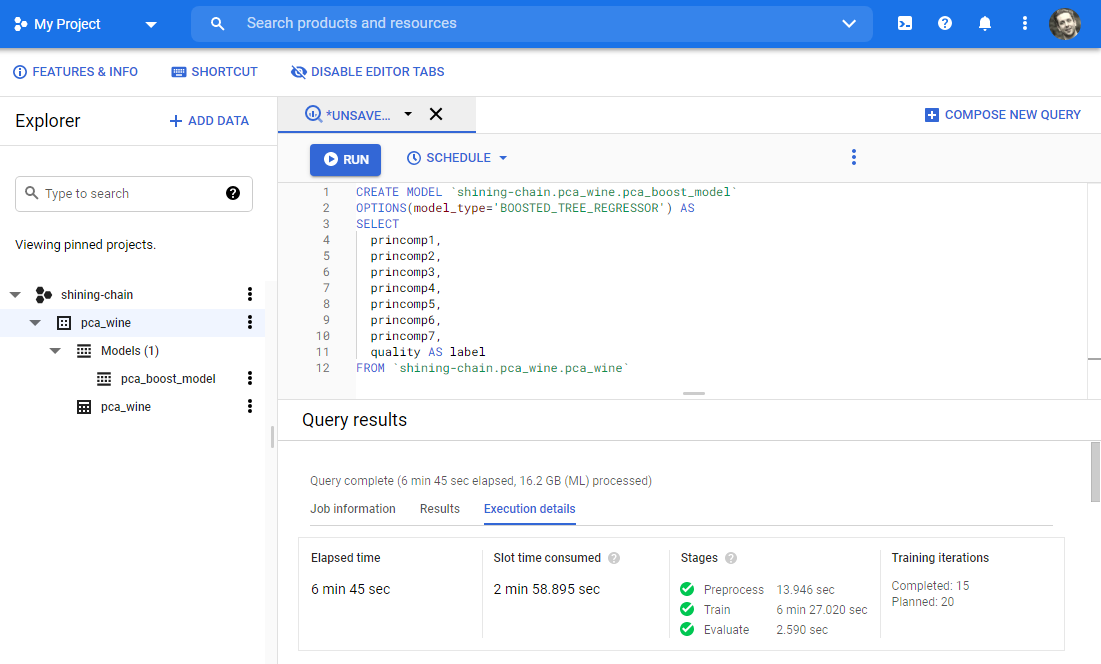 My Project
Search products and resources
FEATURES & INFO
SHORTCUT
DISABLE EDITOR TABS
Explorer
ADD DATA
Type to search
Viewing pinned projects.
shining-chain
pca_wine
Models (1)
pca_boost_model
pca_wine
*UNSAVE...
COMPOSE NEW QUERY
RUN
SCHEDULE
1 CREATE MODEL `shining-chain.pca_wine.pca_boost_model`
2 OPTIONS(model_type='BOOSTED_TREE_REGRESSOR') AS
3 SELECT
4 princomp1,
5 princomp2,
6 princomp3,
7 princomp4,
8 princomp5,
9 princomp6,
10 princomp7,
11 quality AS label
12 FROM `shining-chain.pca_wine.pca_wine`
Query results
Query complete (6 min 45 sec elapsed, 16.2 GB (ML) processed)
Job information Results Execution details
Elapsed time
6 min 45 sec
Slot time consumed
2 min 58.895 sec
Stages
Preprocess 13.946 sec
Train 6 min 27.020 sec
Evaluate 2.590 sec
Training iterations
Completed: 15
Planned: 20